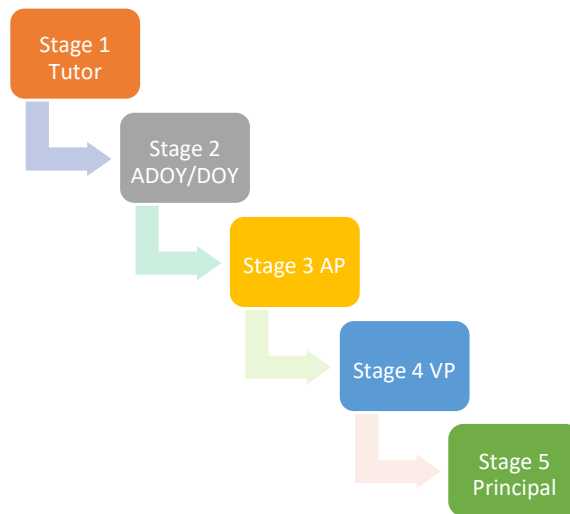 Stage 1
Tutor
Stage 2
ADOY/DOY
Stage 3 AP
Stage 4 VP
Stage 5
Principal